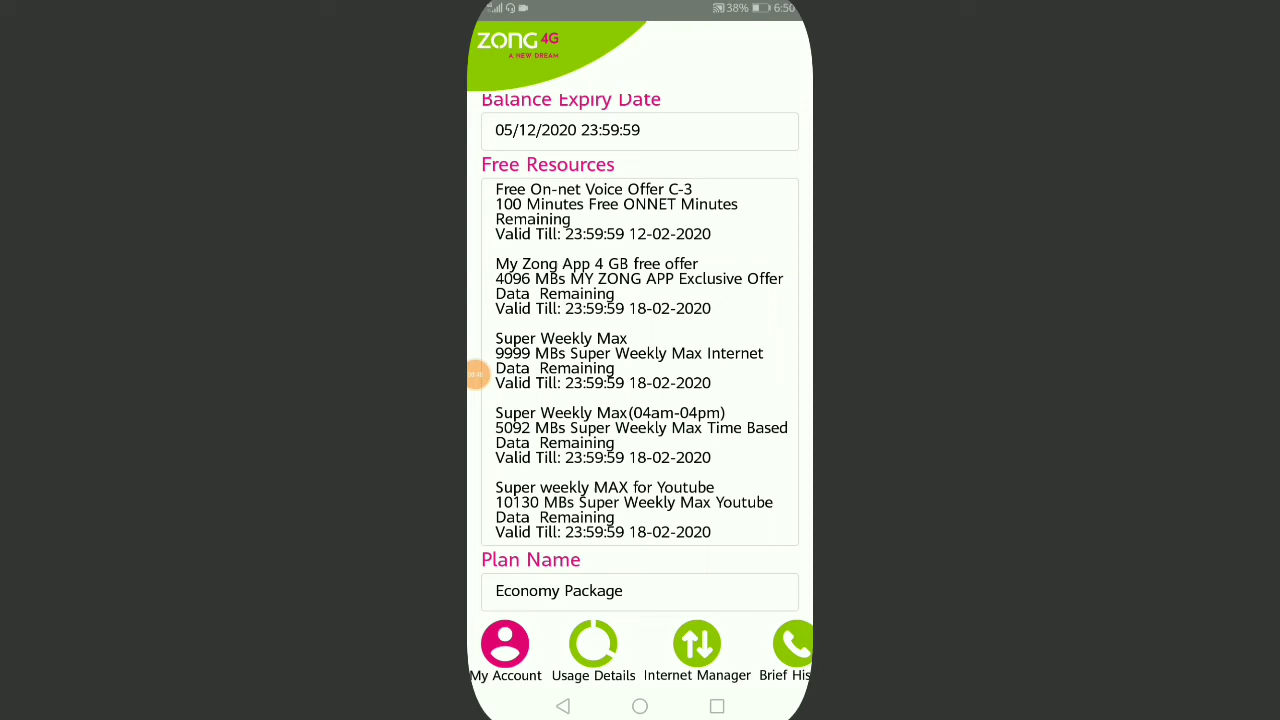 38% 6:50
ZONG 4G
A NEW DREAM
Balance Expiry Date
05/12/2020 23:59:59
Free Resources
Free On-net Voice Offer C-3
100 Minutes Free ONNET Minutes
Remaining
Valid Till: 23:59:59 12-02-2020
My Zong App 4 GB free offer
4096 MBs MY ZONG APP Exclusive Offer
Data Remaining
Valid Till: 23:59:59 18-02-2020
Super Weekly Max
9999 MBs Super Weekly Max Internet
Data Remaining
Valid Till: 23:59:59 18-02-2020
Super Weekly Max(04am-04pm)
5092 MBs Super Weekly Max Time Based
Data Remaining
Valid Till: 23:59:59 18-02-2020
Super weekly MAX for Youtube
10130 MBs Super Weekly Max Youtube
Data Remaining
Valid Till: 23:59:59 18-02-2020
Plan Name
Economy Package
My Account Usage Details Internet Manager Brief His